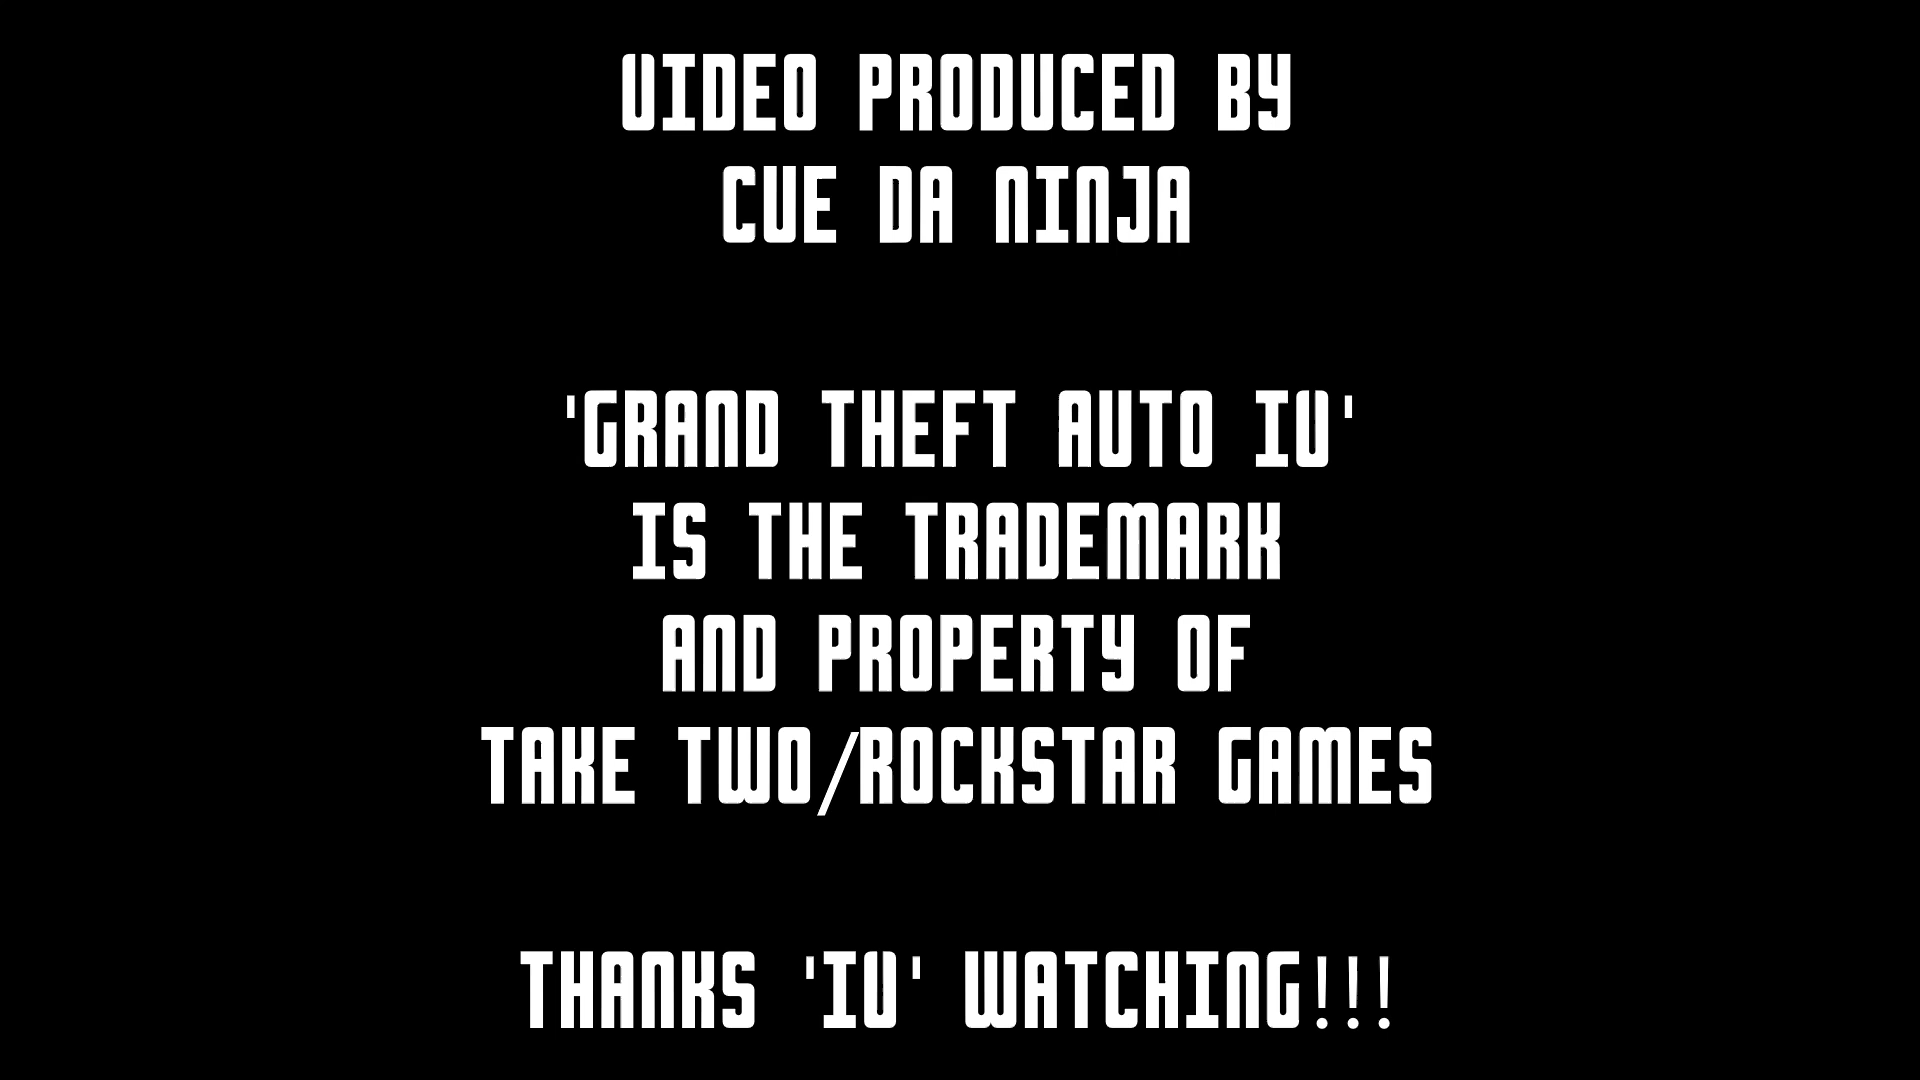 VIDEO PRODUCED BY
CUE DA NINJA
'GRAND THEFT AUTO IV'
IS THE TRADEMARK
AND PROPERTY OF
TAKE TWO/ROCKSTAR GAMES
THANKS 'IV' WATCHING!!!